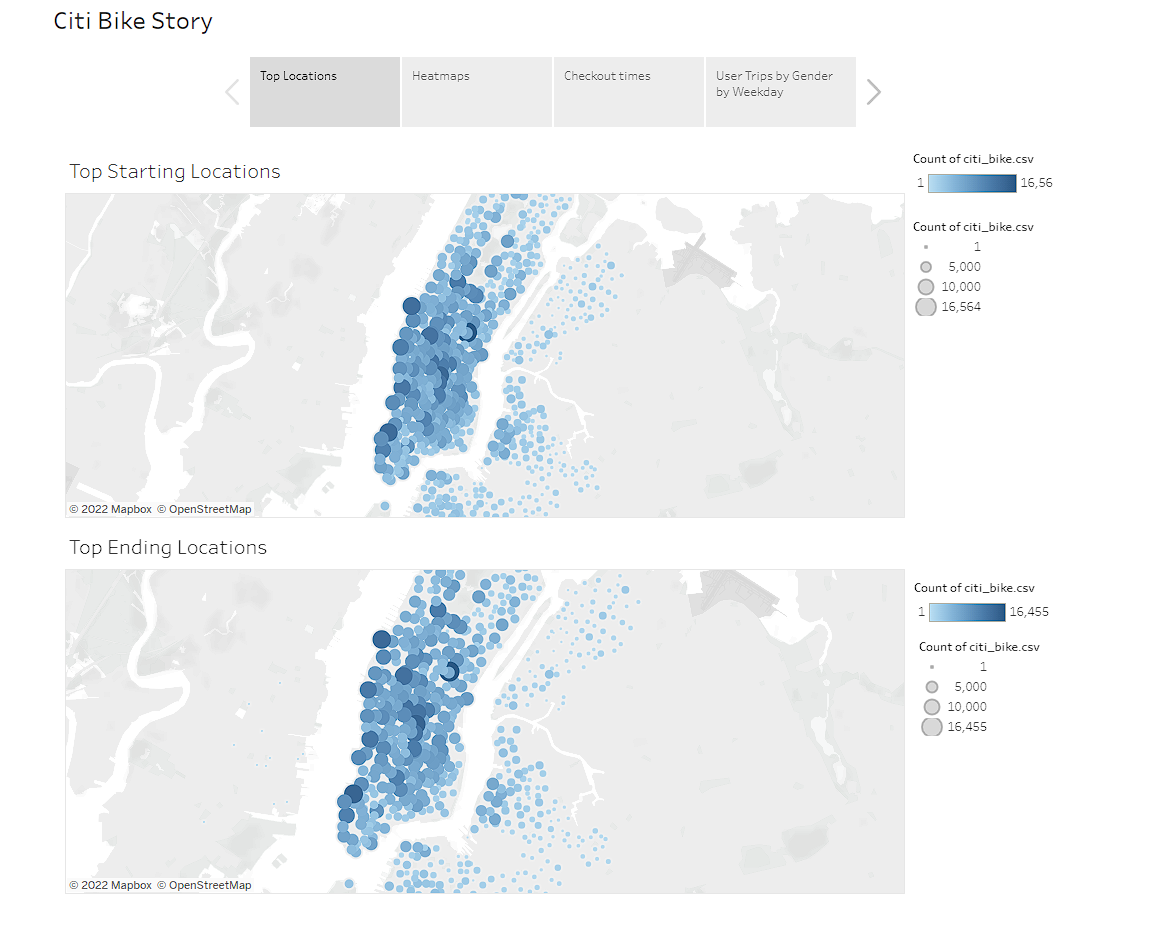 Citi Bike Story
Top Locations
Heatmaps
Checkout times
User Trips by Gender
by Weekday
Top Starting Locations
Count of citi_bike.csv
1 16,56
Count of citi_bike.csv
1
5,000
10,000
16,564
© 2022 Mapbox © OpenStreetMap
Top Ending Locations
Count of citi_bike.csv
1 16,455
Count of citi_bike.csv
1
5,000
10,000
16,455
© 2022 Mapbox © OpenStreetMap